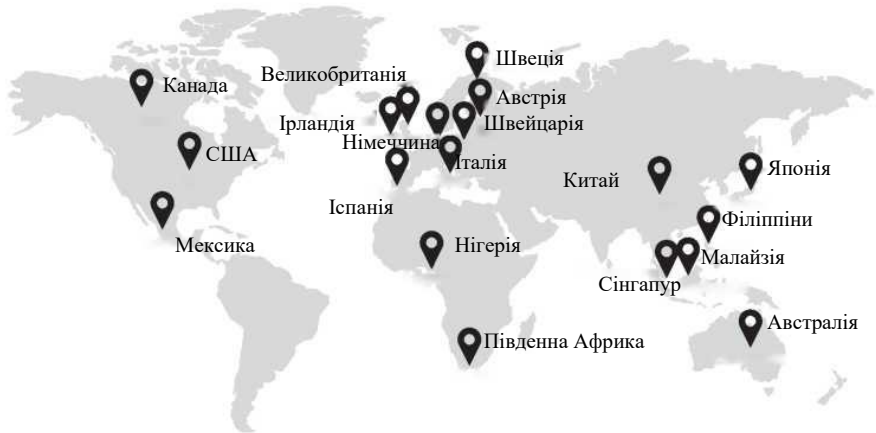 Швеція
Великобританія
Канада
Австрія
Ірландія
Швейцарія
Німеччина
США
Італія
Китай
Японія
Іспанія
Філіппіни
Мексика
Нігерія
Малайзія
Сінгапур
Австралія
Південна Африка